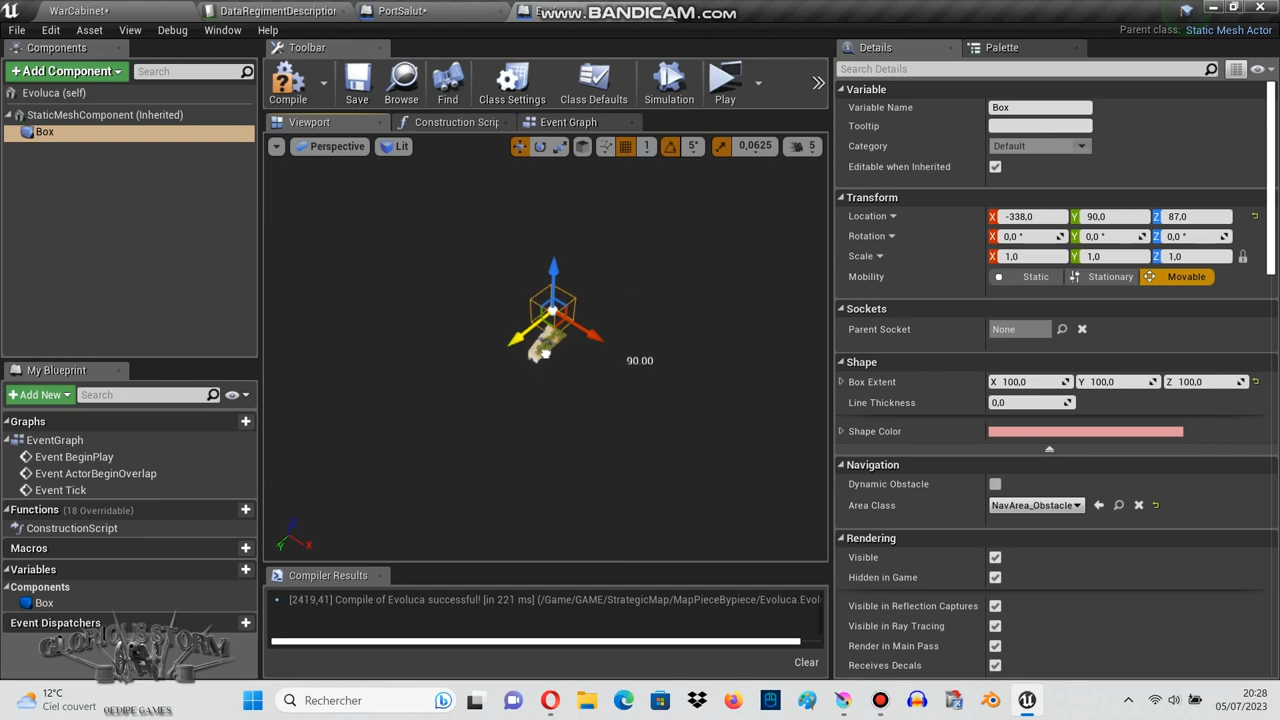 WarCabinet*
DataRegimentDescription
PortSalut*
www.BANDICAM.com
File Edit Asset View Debug Window Help
Parent class: Static Mesh Actor
Components
Toolbar
Details
Palette
Add Component
Search
Compile
Save
Browse
Find
Class Settings
Class Defaults
Simulation
Play
Search Details
Evoluca (self)
StaticMeshComponent (Inherited)
Box
Viewport
Construction Scrip
Event Graph
Perspective
Lit
1
5°
0,0625
5
90.00
Variable
Variable Name Box
Tooltip
Category Default
Editable when Inherited
Transform
Location X -338,0 Y 90,0 Z 87,0
Rotation X 0,0 ° Y 0,0 ° Z 0,0 °
Scale X 1,0 Y 1,0 Z 1,0
Mobility Static Stationary Movable
Sockets
Parent Socket None
Shape
Box Extent X 100,0 Y 100,0 Z 100,0
Line Thickness 0,0
Shape Color
Navigation
Dynamic Obstacle
Area Class NavArea_Obstacle
Rendering
Visible
Hidden in Game
Visible in Reflection Captures
Visible in Ray Tracing
Render in Main Pass
Receives Decals
My Blueprint
Add New
Search
Graphs
EventGraph
Event BeginPlay
Event ActorBeginOverlap
Event Tick
Functions (18 Overridable)
ConstructionScript
Macros
Variables
Components
Box
Event Dispatchers
Z
Y
X
Compiler Results
[2419,41] Compile of Evoluca successful! [in 221 ms] (/Game/GAME/StrategicMap/MapPieceBypiece/Evoluca.Evol
Clear
GLORIOUS STORM
OEDIPE GAMES
12°C
Ciel couvert
Rechercher
20:28
05/07/2023